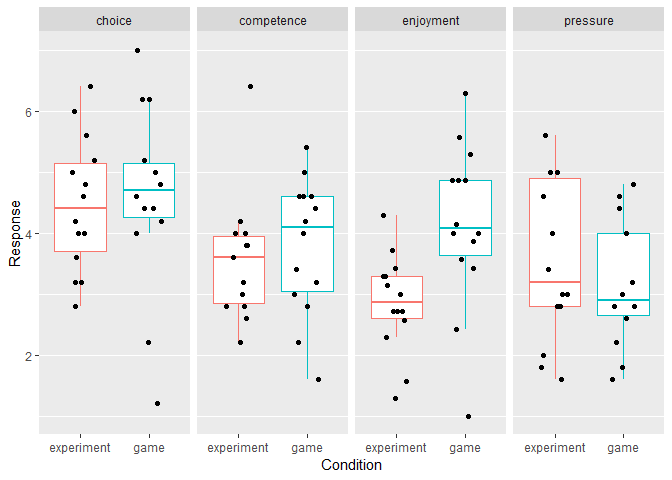 choice competence enjoyment pressure
Response
6
4
2
experiment game experiment game experiment game experiment game
Condition